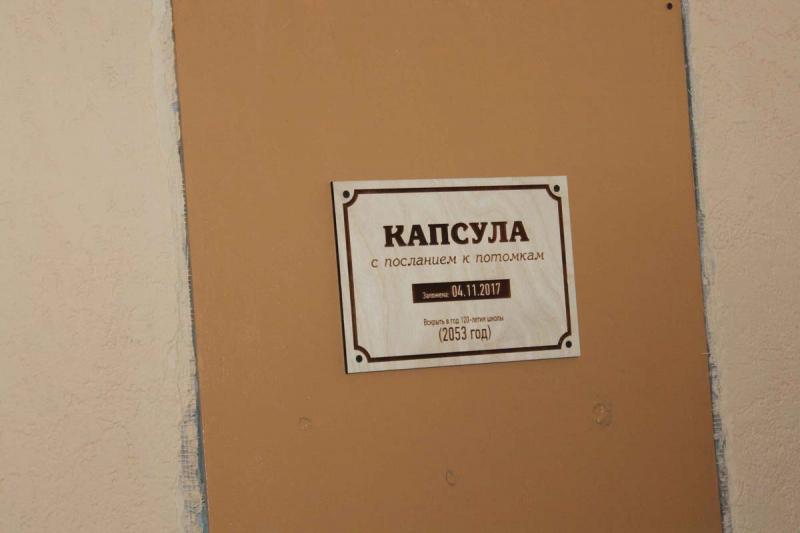 КАПСУЛА
с посланием к потомкам
Заложена: 04.11.2017
Вскрыть в год 120-летия школы
(2053 год)